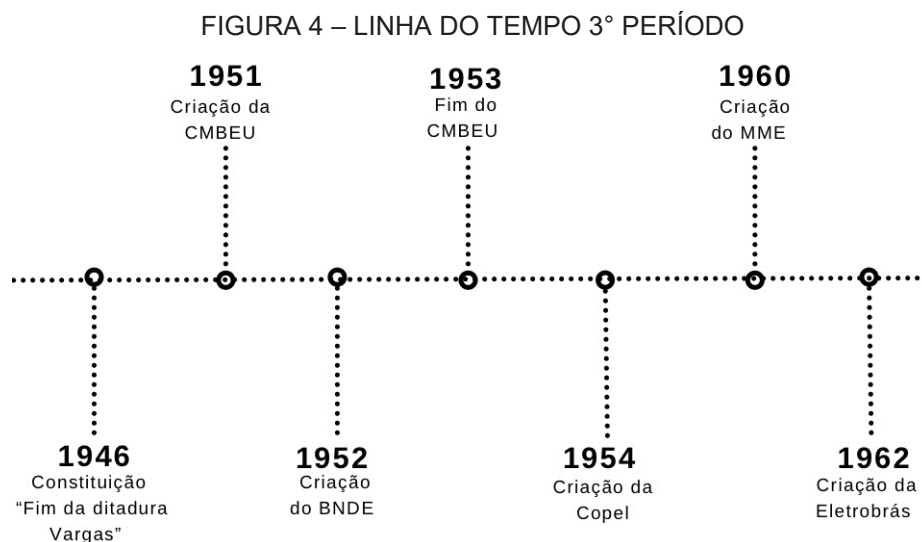 FIGURA 4 – LINHA DO TEMPO 3° PERÍODO
1951
Criação da
CMBEU
1953
Fim do
CMBEU
1960
Criação
do MME
1946
Constituição
“Fim da ditadura
Vargas”
1952
Criação
do BNDE
1954
Criação da
Copel
1962
Criação da
Eletrobrás